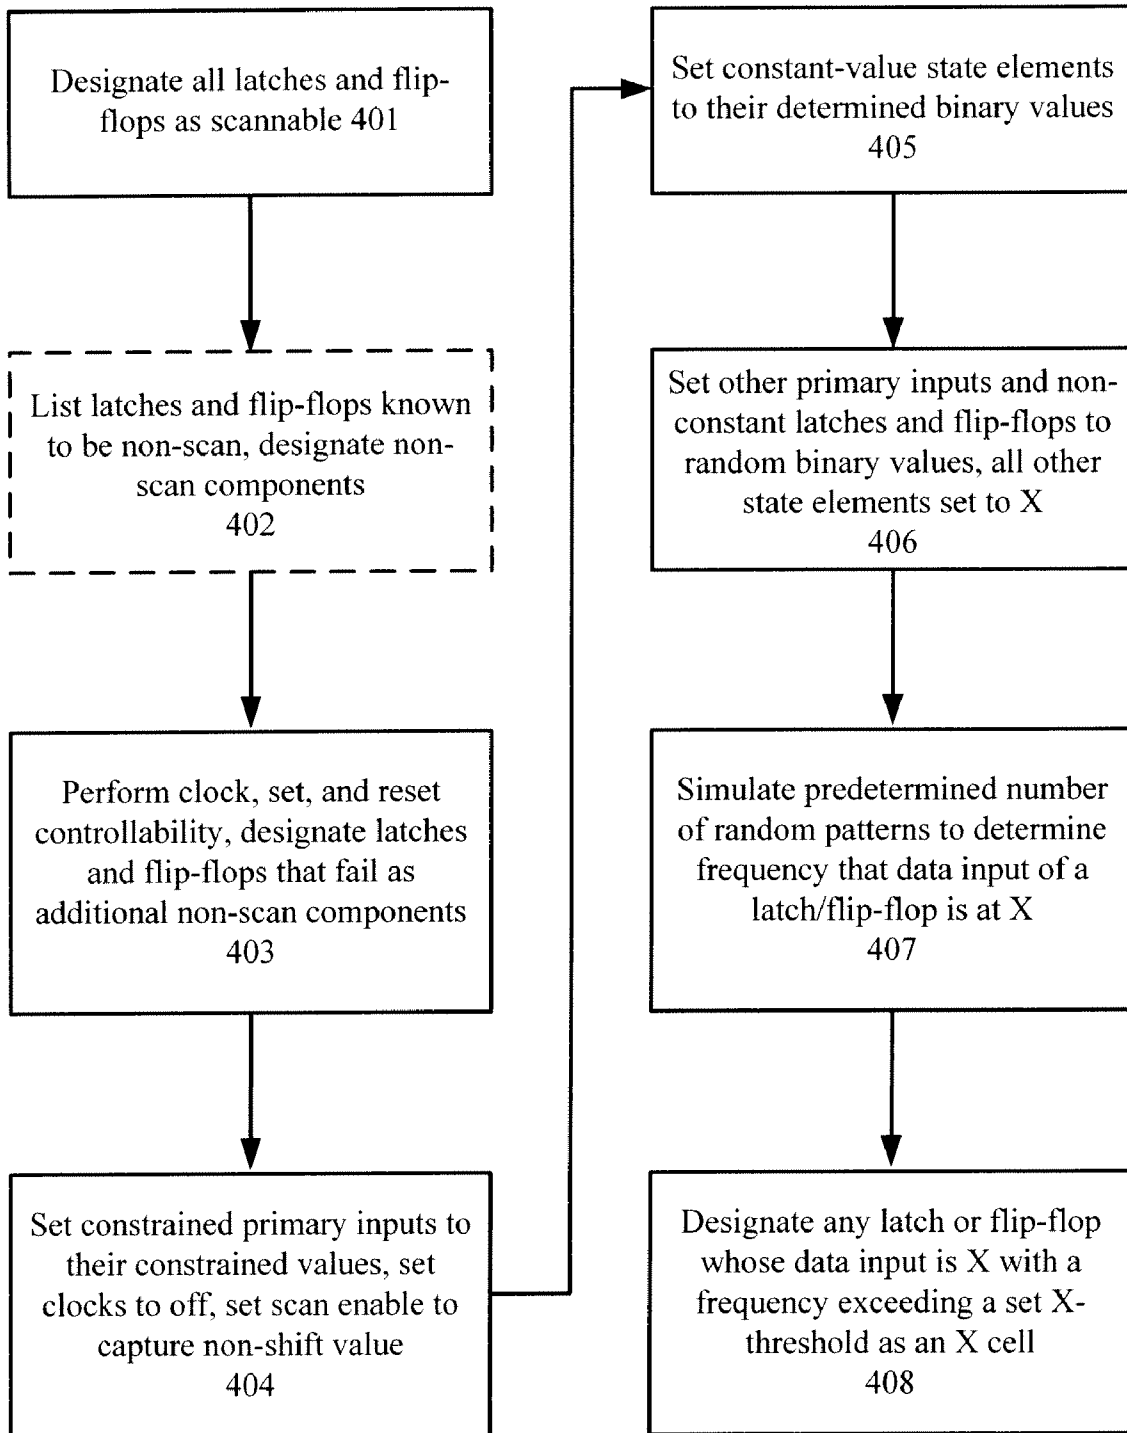 Designate all latches and flip-
flops as scannable 401
List latches and flip-flops known
to be non-scan, designate non-
scan components
402
Perform clock, set, and reset
controllability, designate latches
and flip-flops that fail as
additional non-scan components
403
Set constrained primary inputs to
their constrained values, set
clocks to off, set scan enable to
capture non-shift value
404
Set constant-value state elements
to their determined binary values
405
Set other primary inputs and non-
constant latches and flip-flops to
random binary values, all other
state elements set to X
406
Simulate predetermined number
of random patterns to determine
frequency that data input of a
latch/flip-flop is at X
407
Designate any latch or flip-flop
whose data input is X with a
frequency exceeding a set X-
threshold as an X cell
408